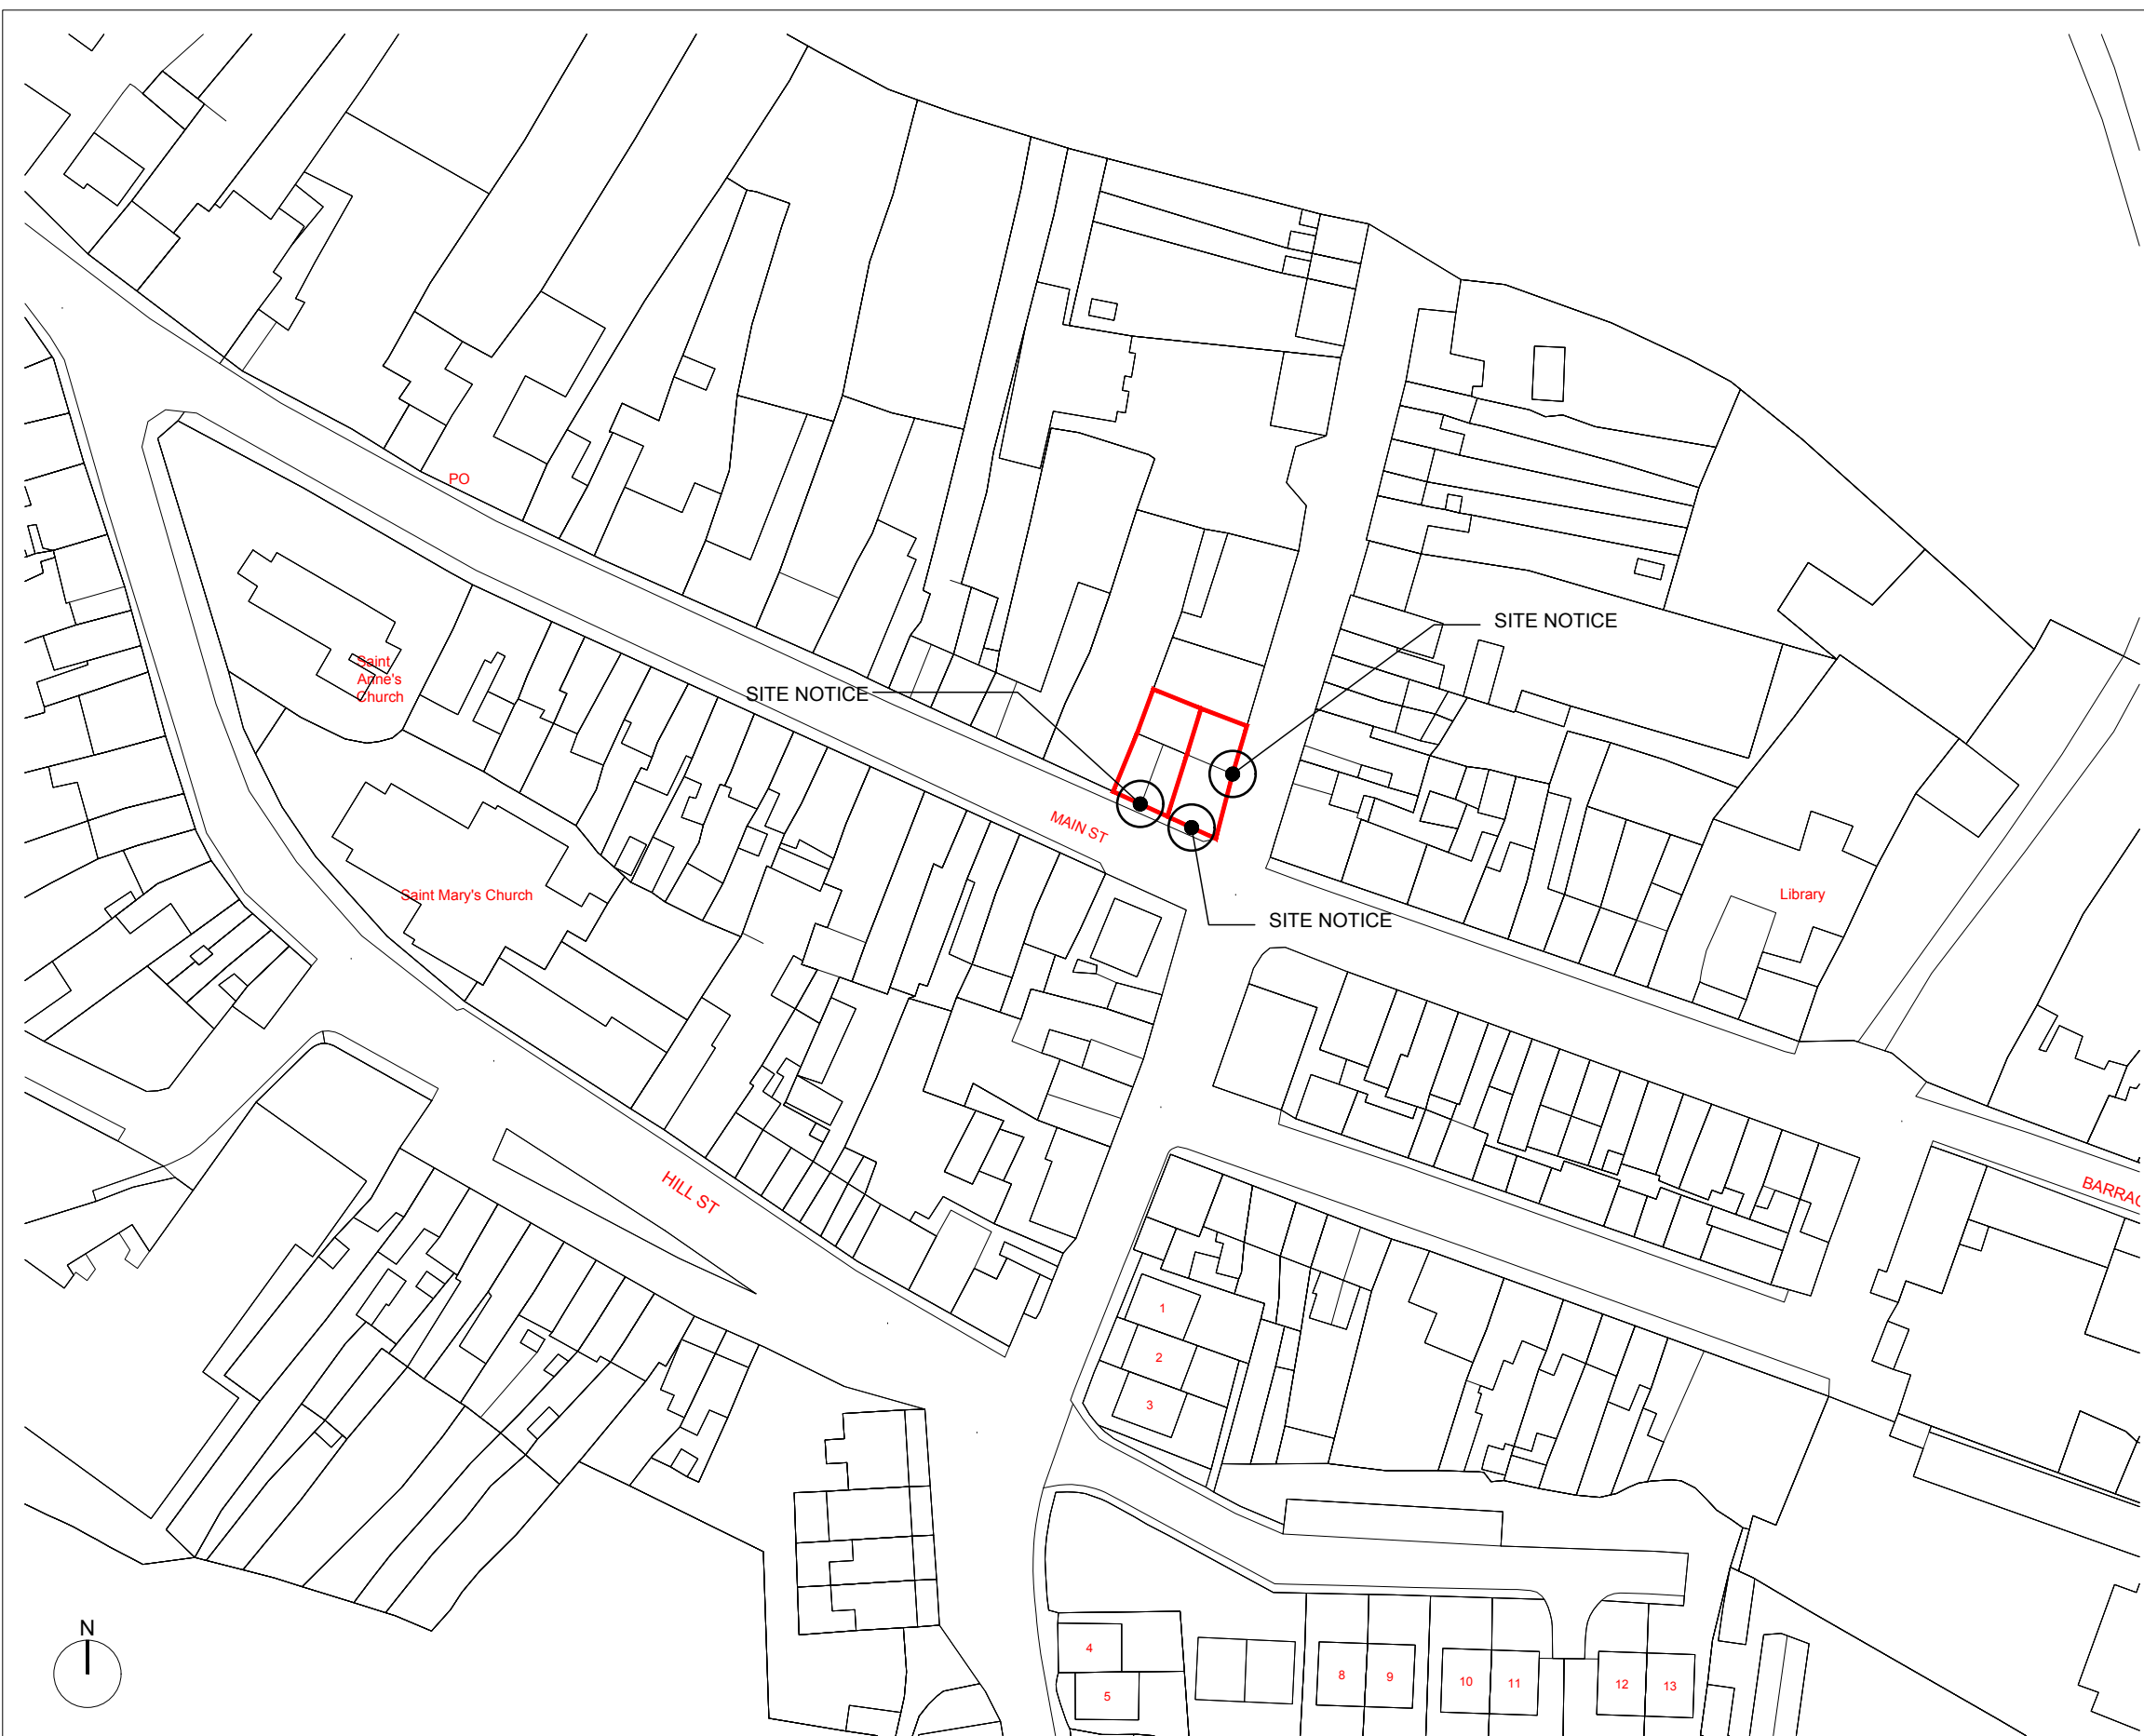 PO
SITE NOTICE
Saint
Anne's
Church
SITE NOTICE
MAIN ST
Saint Mary's Church
Library
SITE NOTICE
HILL ST
BARRAC
1
2
3
N
4
5
8
9
10
11
12
13